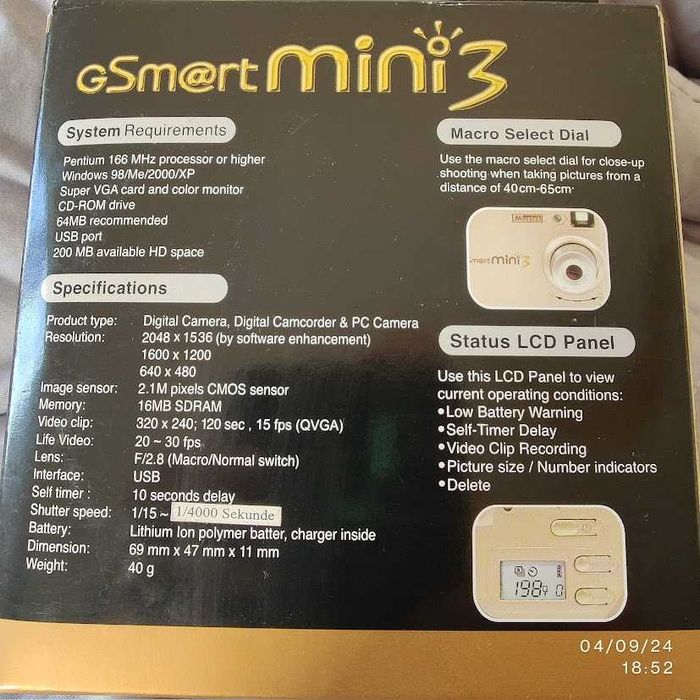 GSm@rt mini 3
System Requirements
Pentium 166 MHz processor or higher
Windows 98/Me/2000/XP
Super VGA card and color monitor
CD-ROM drive
64MB recommended
USB port
200 MB available HD space
Specifications
Product type: Digital Camera, Digital Camcorder & PC Camera
Resolution: 2048 x 1536 (by software enhancement)
1600 x 1200
640 x 480
Image sensor: 2.1M pixels CMOS sensor
Memory: 16MB SDRAM
Video clip: 320 x 240; 120 sec , 15 fps (QVGA)
Life Video: 20 ~ 30 fps
Lens: F/2.8 (Macro/Normal switch)
Interface: USB
Self timer : 10 seconds delay
Shutter speed: 1/15 ~ 1/4000 Sekunde
Battery: Lithium Ion polymer batter, charger inside
Dimension: 69 mm x 47 mm x 11 mm
Weight: 40 g
Macro Select Dial
Use the macro select dial for close-up
shooting when taking pictures from a
distance of 40cm-65cm.
mart mini 3
Status LCD Panel
Use this LCD Panel to view
current operating conditions:
•Low Battery Warning
•Self-Timer Delay
•Video Clip Recording
•Picture size / Number indicators
•Delete
04/09/24
18:52